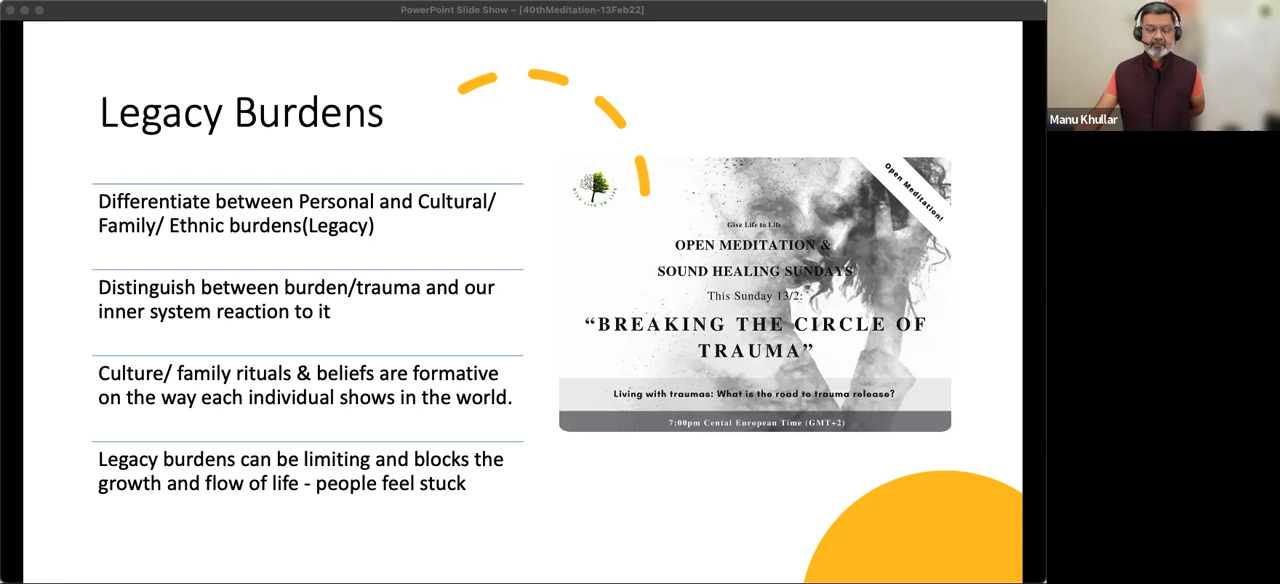 PowerPoint Slide Show – [40thMeditation-13Feb22]
Legacy Burdens
Differentiate between Personal and Cultural/
Family/ Ethnic burdens(Legacy)
Distinguish between burden/trauma and our
inner system reaction to it
Culture/ family rituals & beliefs are formative
on the way each individual shows in the world.
Legacy burdens can be limiting and blocks the
growth and flow of life - people feel stuck
GIVE LIFE TO LIFE
Open Meditation!
Give Life to Life
OPEN MEDITATION &
SOUND HEALING SUNDAYS
This Sunday 13/2:
“BREAKING THE CIRCLE OF
TRAUMA”
Living with traumas: What is the road to trauma release?
7:00pm Cental European Time (GMT+2)
Manu Khullar